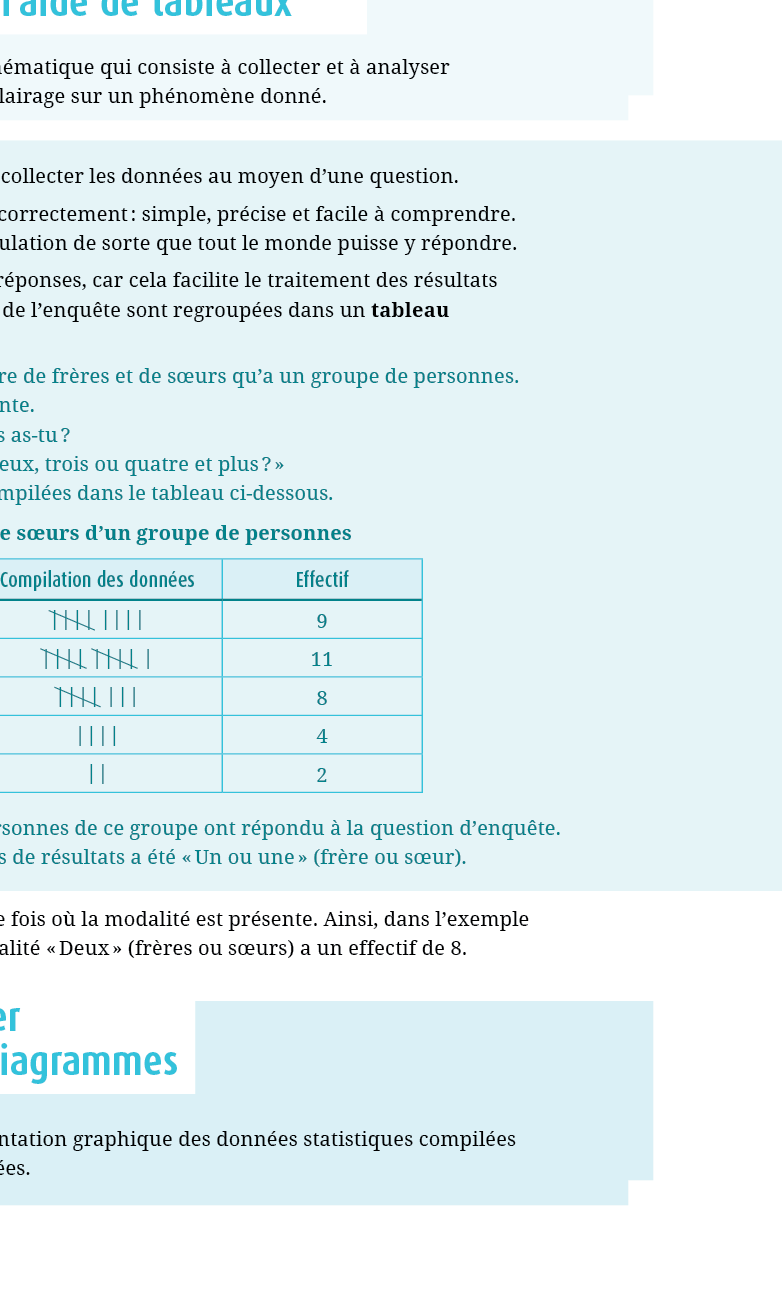 l'aide de tableaux
ématique qui consiste à collecter et à analyser
lairage sur un phénomène donné.
collecter les données au moyen d'une question.
correctement : simple, précise et facile à comprendre.
ulation de sorte que tout le monde puisse y répondre.
réponses, car cela facilite le traitement des résultats
de l'enquête sont regroupées dans un tableau
re de frères et de sœurs qu'a un groupe de personnes.
nte.
s as-tu ?
eux, trois ou quatre et plus ? »
mpilées dans le tableau ci-dessous.
e sœurs d'un groupe de personnes
Compilation des données Effectif
9
11
8
4
2
rsonnes de ce groupe ont répondu à la question d'enquête.
s de résultats a été « Un ou une » (frère ou sœur).
e fois où la modalité est présente. Ainsi, dans l'exemple
alité « Deux » (frères ou sœurs) a un effectif de 8.
er
iagrammes
ntation graphique des données statistiques compilées
ées.